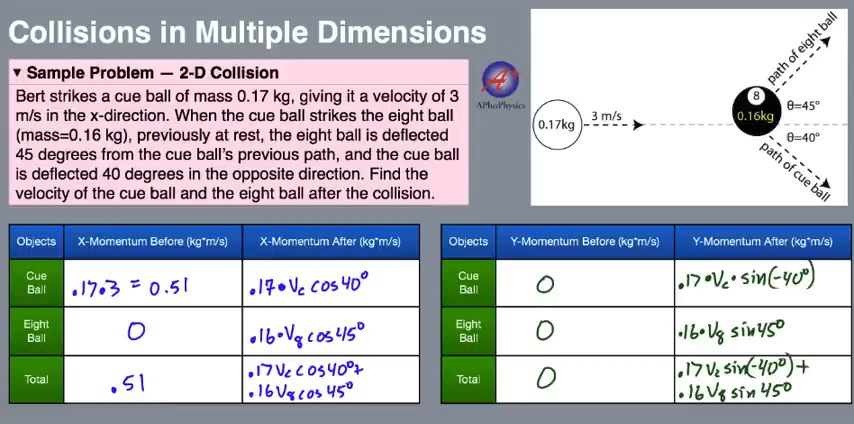 Collisions in Multiple Dimensions
▼ Sample Problem — 2-D Collision
Bert strikes a cue ball of mass 0.17 kg, giving it a velocity of 3
m/s in the x-direction. When the cue ball strikes the eight ball
(mass=0.16 kg), previously at rest, the eight ball is deflected
45 degrees from the cue ball's previous path, and the cue ball
is deflected 40 degrees in the opposite direction. Find the
velocity of the cue ball and the eight ball after the collision.
A+
APlusPhysics
0.17kg
3 m/s
8
0.16kg
path of eight ball
θ=45°
θ=40°
path of cue ball
Objects X-Momentum Before (kg*m/s) X-Momentum After (kg*m/s)
Cue Ball .17•3 = 0.51 .17•Vc cos40°
Eight Ball 0 .16•V8 cos45°
Total .51 .17Vc cos40°+
.16V8 cos45°
Objects Y-Momentum Before (kg*m/s) Y-Momentum After (kg*m/s)
Cue Ball 0 .17•Vc•sin(-40°)
Eight Ball 0 .16•V8 sin45°
Total 0 .17Vc sin(-40°)+
.16V8 sin45°